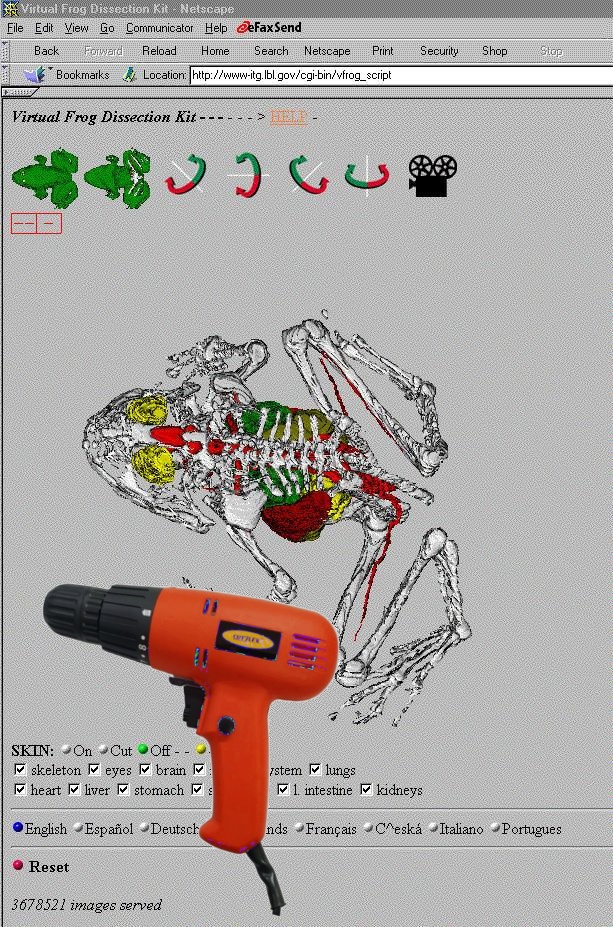 Virtual Frog Dissection Kit - Netscape
File Edit View Go Communicator Help eFaxSend
Back Forward Reload Home Search Netscape Print Security Shop Stop
Bookmarks Location: http://www-itg.lbl.gov/cgi-bin/vfrog_script
Virtual Frog Dissection Kit - - - - - - > HELP -
SKIN: On Cut Off - -
skeleton eyes brain ystem lungs
heart liver stomach s l. intestine kidneys
English Español Deutsch nds Français C^eská Italiano Portugues
Reset
3678521 images served